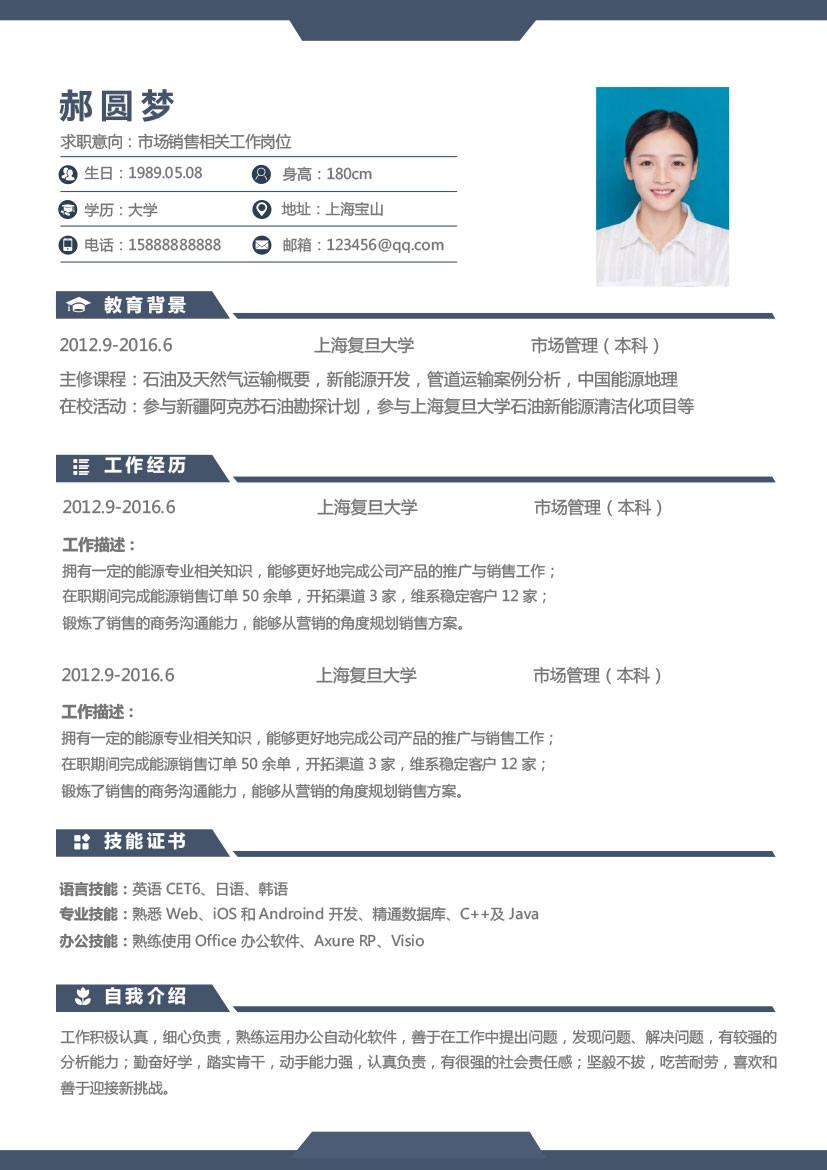 郝圆梦
求职意向：市场销售相关工作岗位
生日：1989.05.08 身高：180cm
学历：大学 地址：上海宝山
电话：15888888888 邮箱：123456@qq.com
教育背景
2012.9-2016.6 上海复旦大学 市场管理（本科）
主修课程：石油及天然气运输概要，新能源开发，管道运输案例分析，中国能源地理
在校活动：参与新疆阿克苏石油勘探计划，参与上海复旦大学石油新能源清洁化项目等
工作经历
2012.9-2016.6 上海复旦大学 市场管理（本科）
工作描述：
拥有一定的能源专业相关知识，能够更好地完成公司产品的推广与销售工作；
在职期间完成能源销售订单 50 余单，开拓渠道 3 家，维系稳定客户 12 家；
锻炼了销售的商务沟通能力，能够从营销的角度规划销售方案。
2012.9-2016.6 上海复旦大学 市场管理（本科）
工作描述：
拥有一定的能源专业相关知识，能够更好地完成公司产品的推广与销售工作；
在职期间完成能源销售订单 50 余单，开拓渠道 3 家，维系稳定客户 12 家；
锻炼了销售的商务沟通能力，能够从营销的角度规划销售方案。
技能证书
语言技能：英语 CET6、日语、韩语
专业技能：熟悉 Web、iOS 和 Androind 开发、精通数据库、C++及 Java
办公技能：熟练使用 Office 办公软件、Axure RP、Visio
自我介绍
工作积极认真，细心负责，熟练运用办公自动化软件，善于在工作中提出问题，发现问题、解决问题，有较强的
分析能力；勤奋好学，踏实肯干，动手能力强，认真负责，有很强的社会责任感；坚毅不拔，吃苦耐劳，喜欢和
善于迎接新挑战。